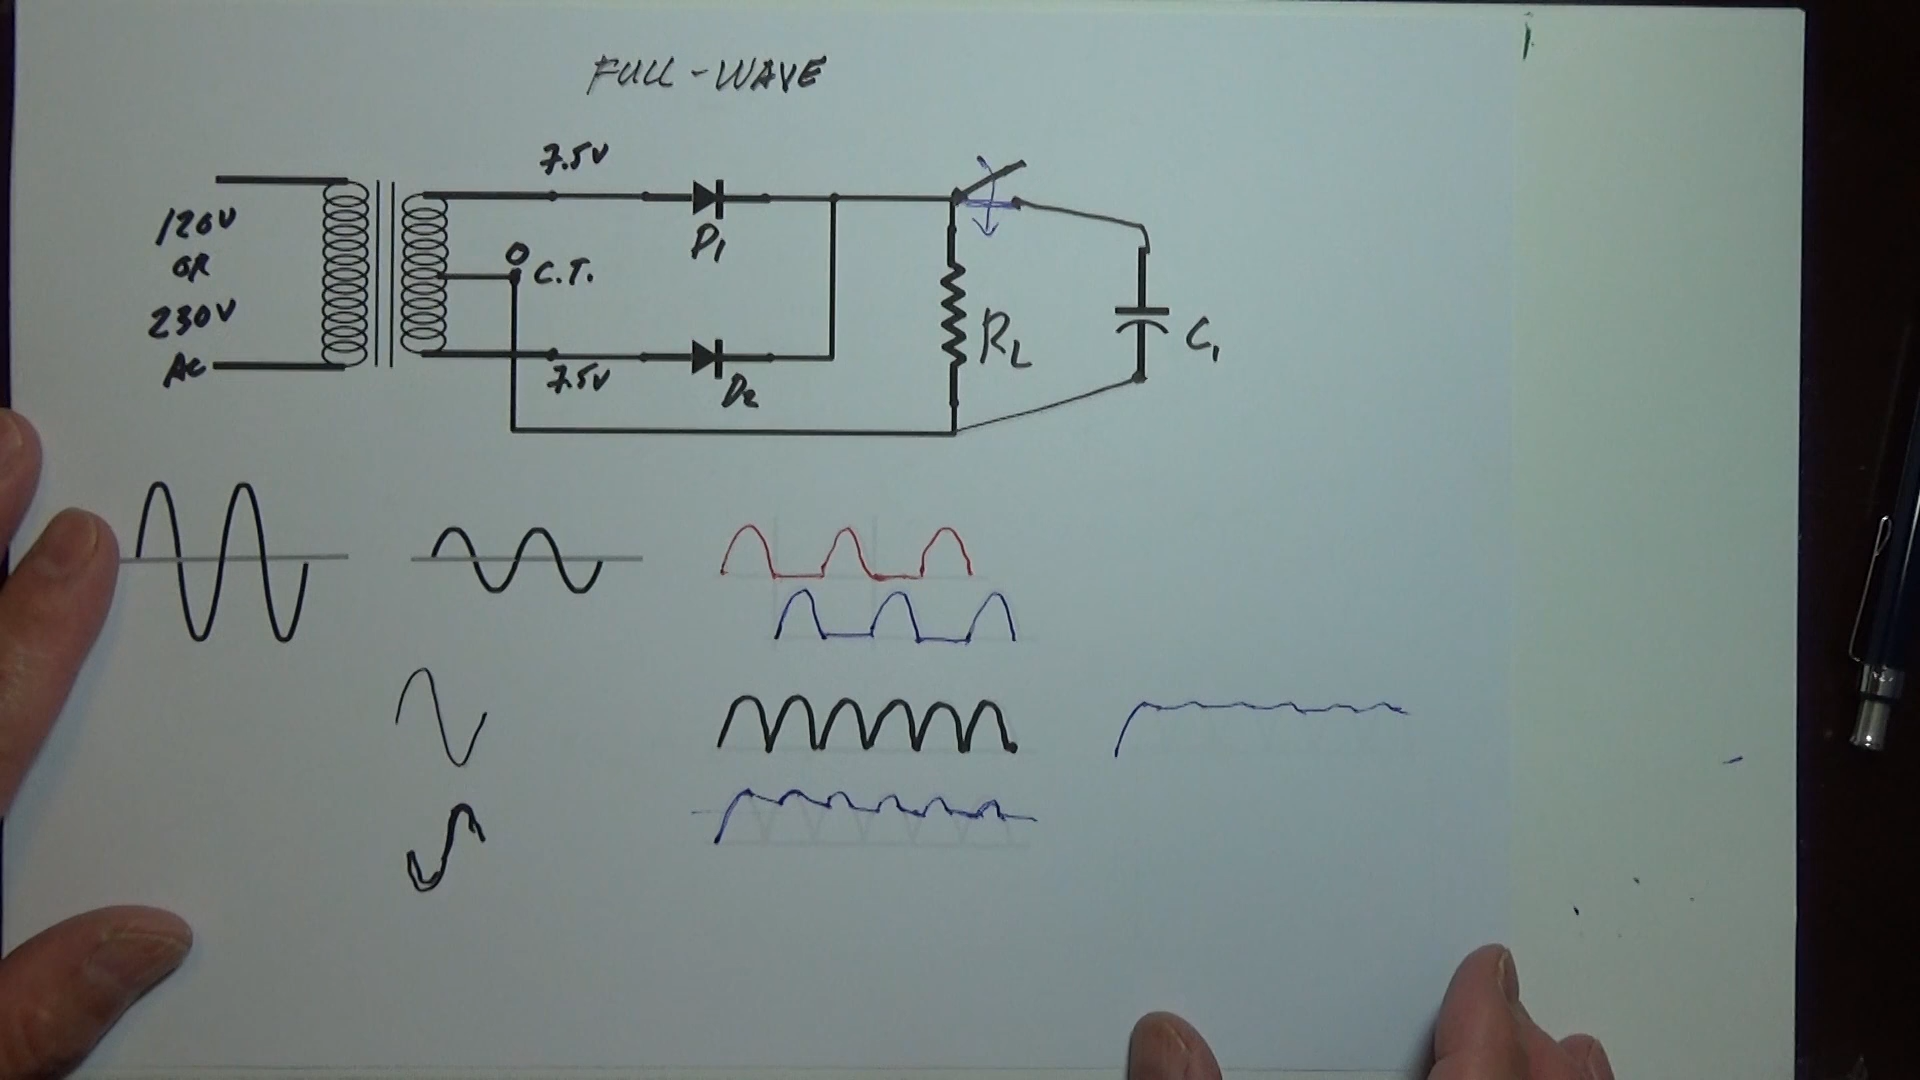 FULL-WAVE
7.5V
120V
OR
230V
AC
O
C.T.
D1
7.5V
D2
RL
C1